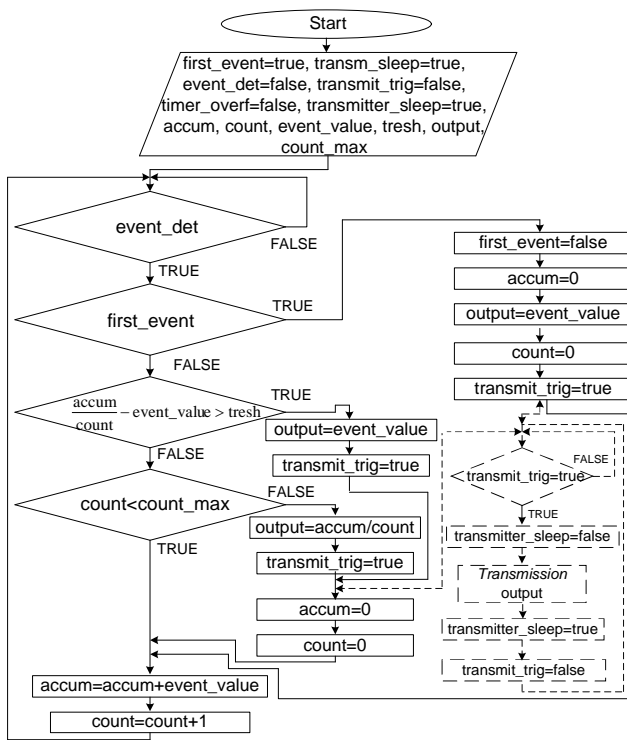 Start
first_event=true, transm_sleep=true,
event_det=false, transmit_trig=false,
timer_overf=false, transmitter_sleep=true,
accum, count, event_value, tresh, output,
count_max
event_det
FALSE
TRUE
first_event
TRUE
FALSE
accum
count
−event_value > tresh
TRUE
FALSE
output=event_value
transmit_trig=true
count<count_max
FALSE
TRUE
output=accum/count
transmit_trig=true
accum=0
count=0
accum=accum+event_value
count=count+1
first_event=false
accum=0
output=event_value
count=0
transmit_trig=true
transmit_trig=true
FALSE
TRUE
transmitter_sleep=false
Transmission
output
transmitter_sleep=true
transmit_trig=false